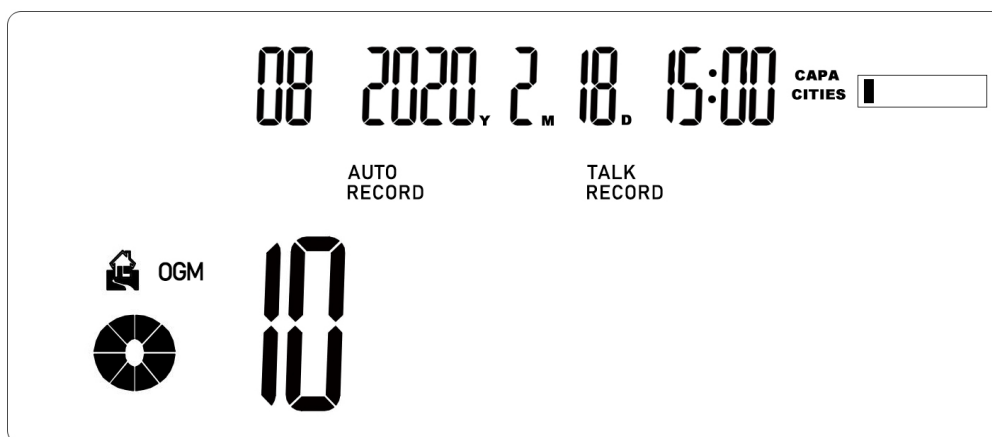 08 2020Y 2M 18D 15:00 CAPA CITIES
AUTO RECORD TALK RECORD
OGM 10